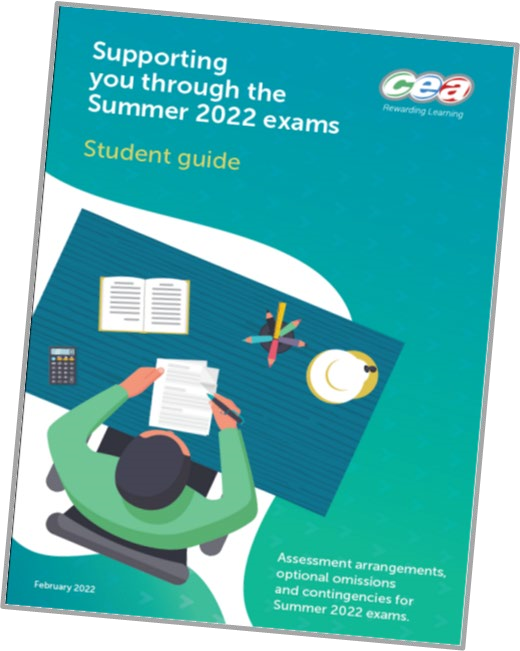 Supporting
you through the
Summer 2022 exams
Student guide
cea
Rewarding Learning
Assessment arrangements,
optional omissions
and contingencies for
Summer 2022 exams.
February 2022